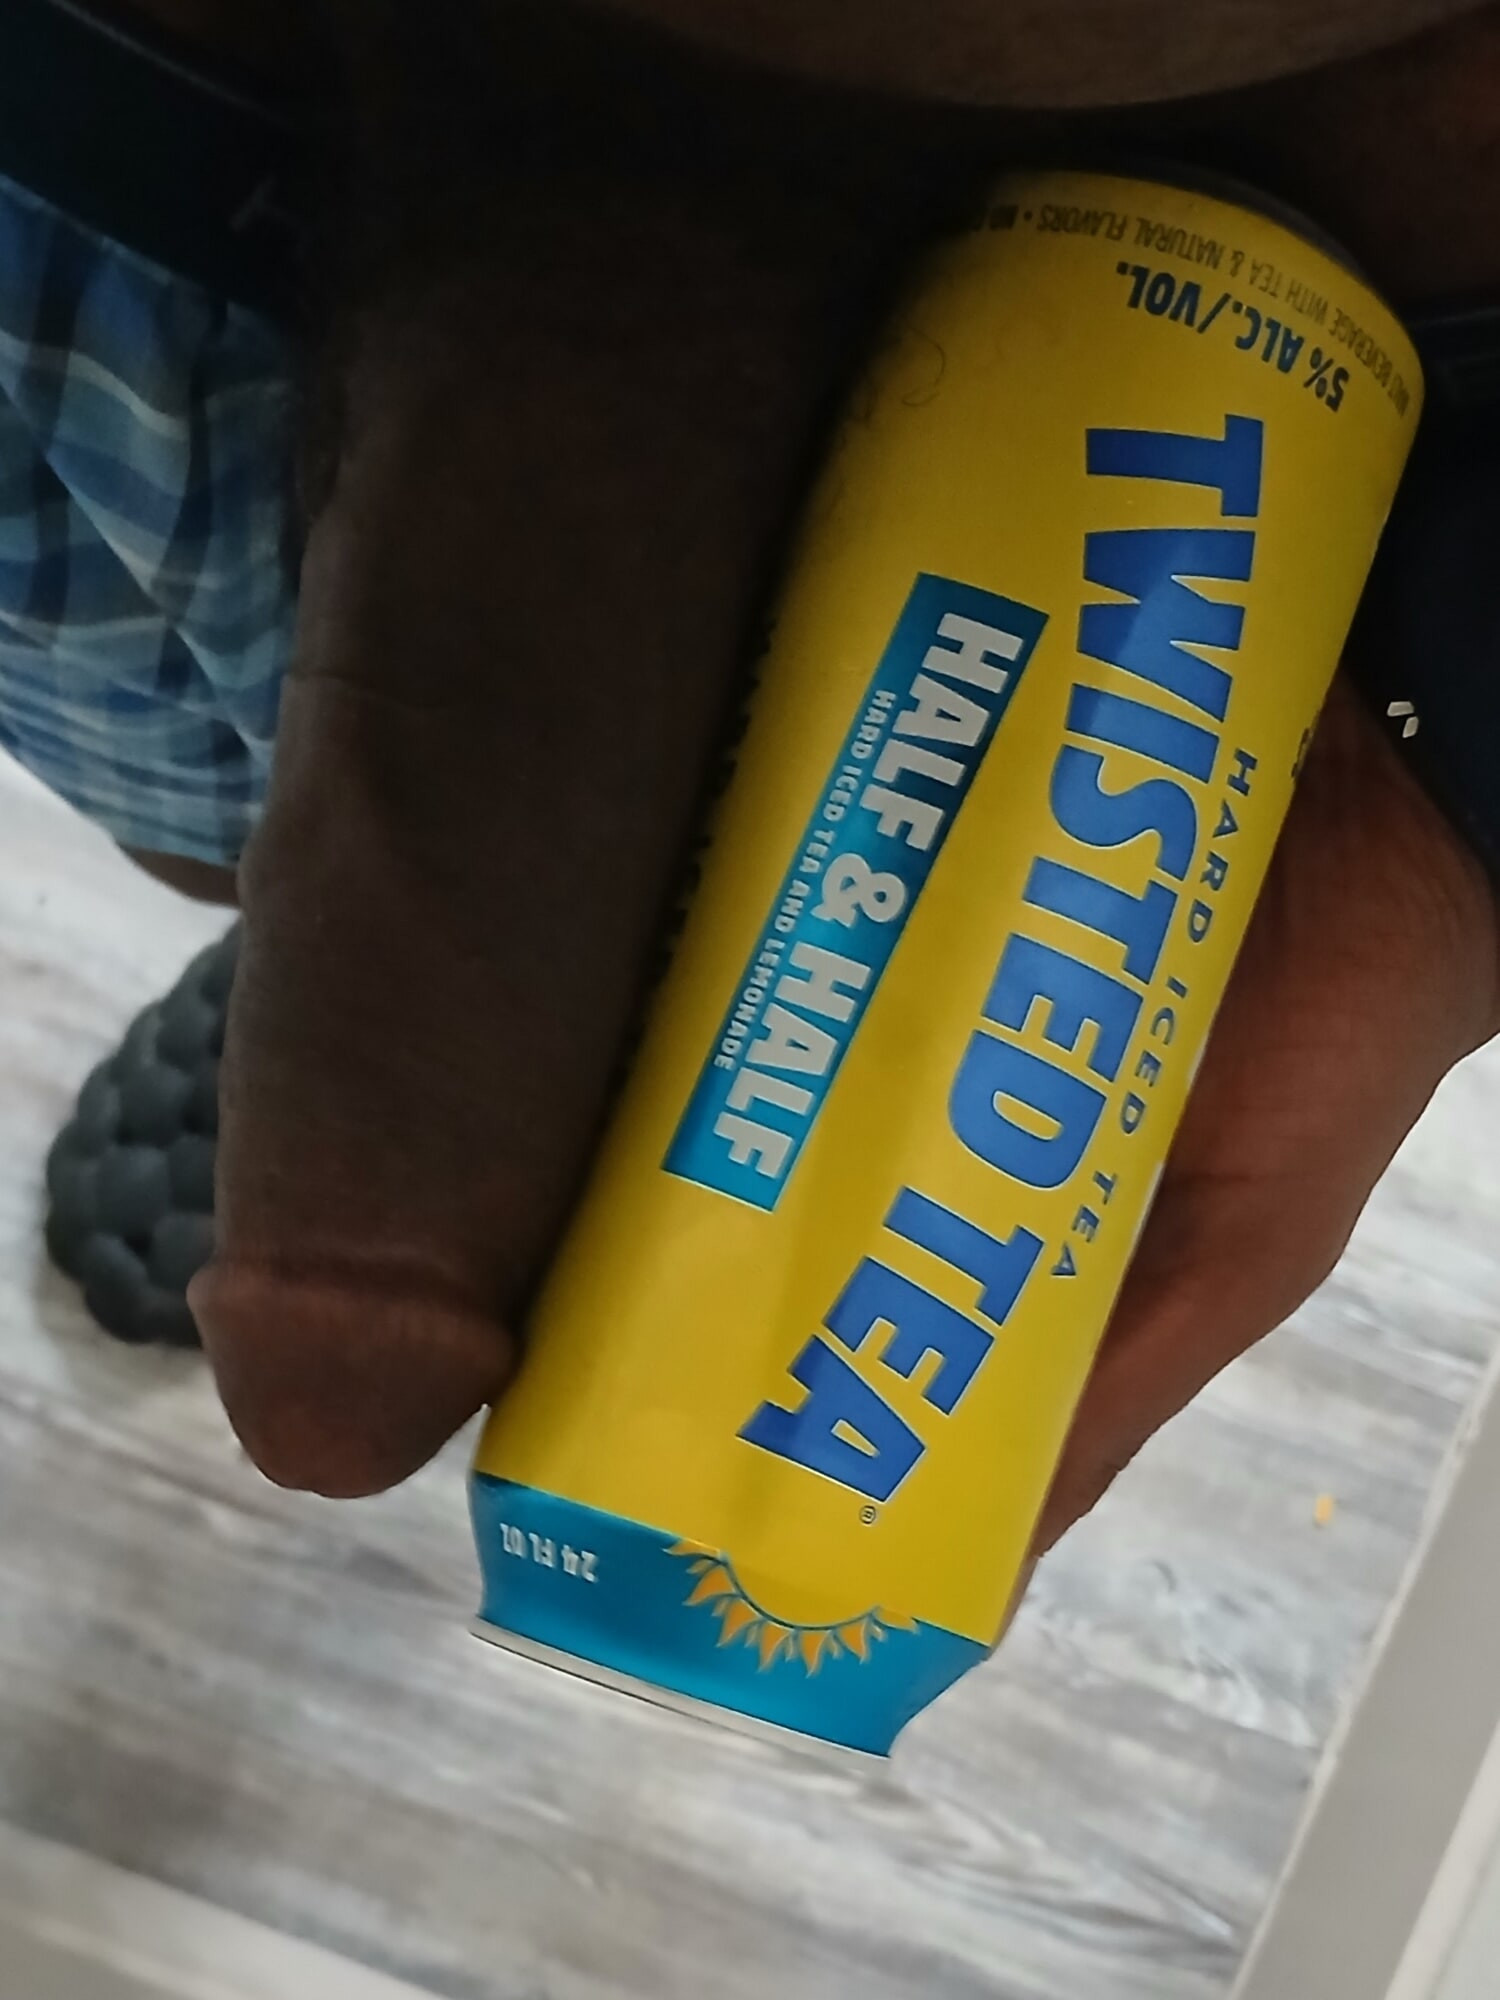 MALT BEVERAGE WITH TEA & NATURAL FLAVORS •
5% ALC./VOL.
HARD ICED TEA
TWISTED TEA®
HALF & HALF
HARD ICED TEA AND LEMONADE
24 FL OZ